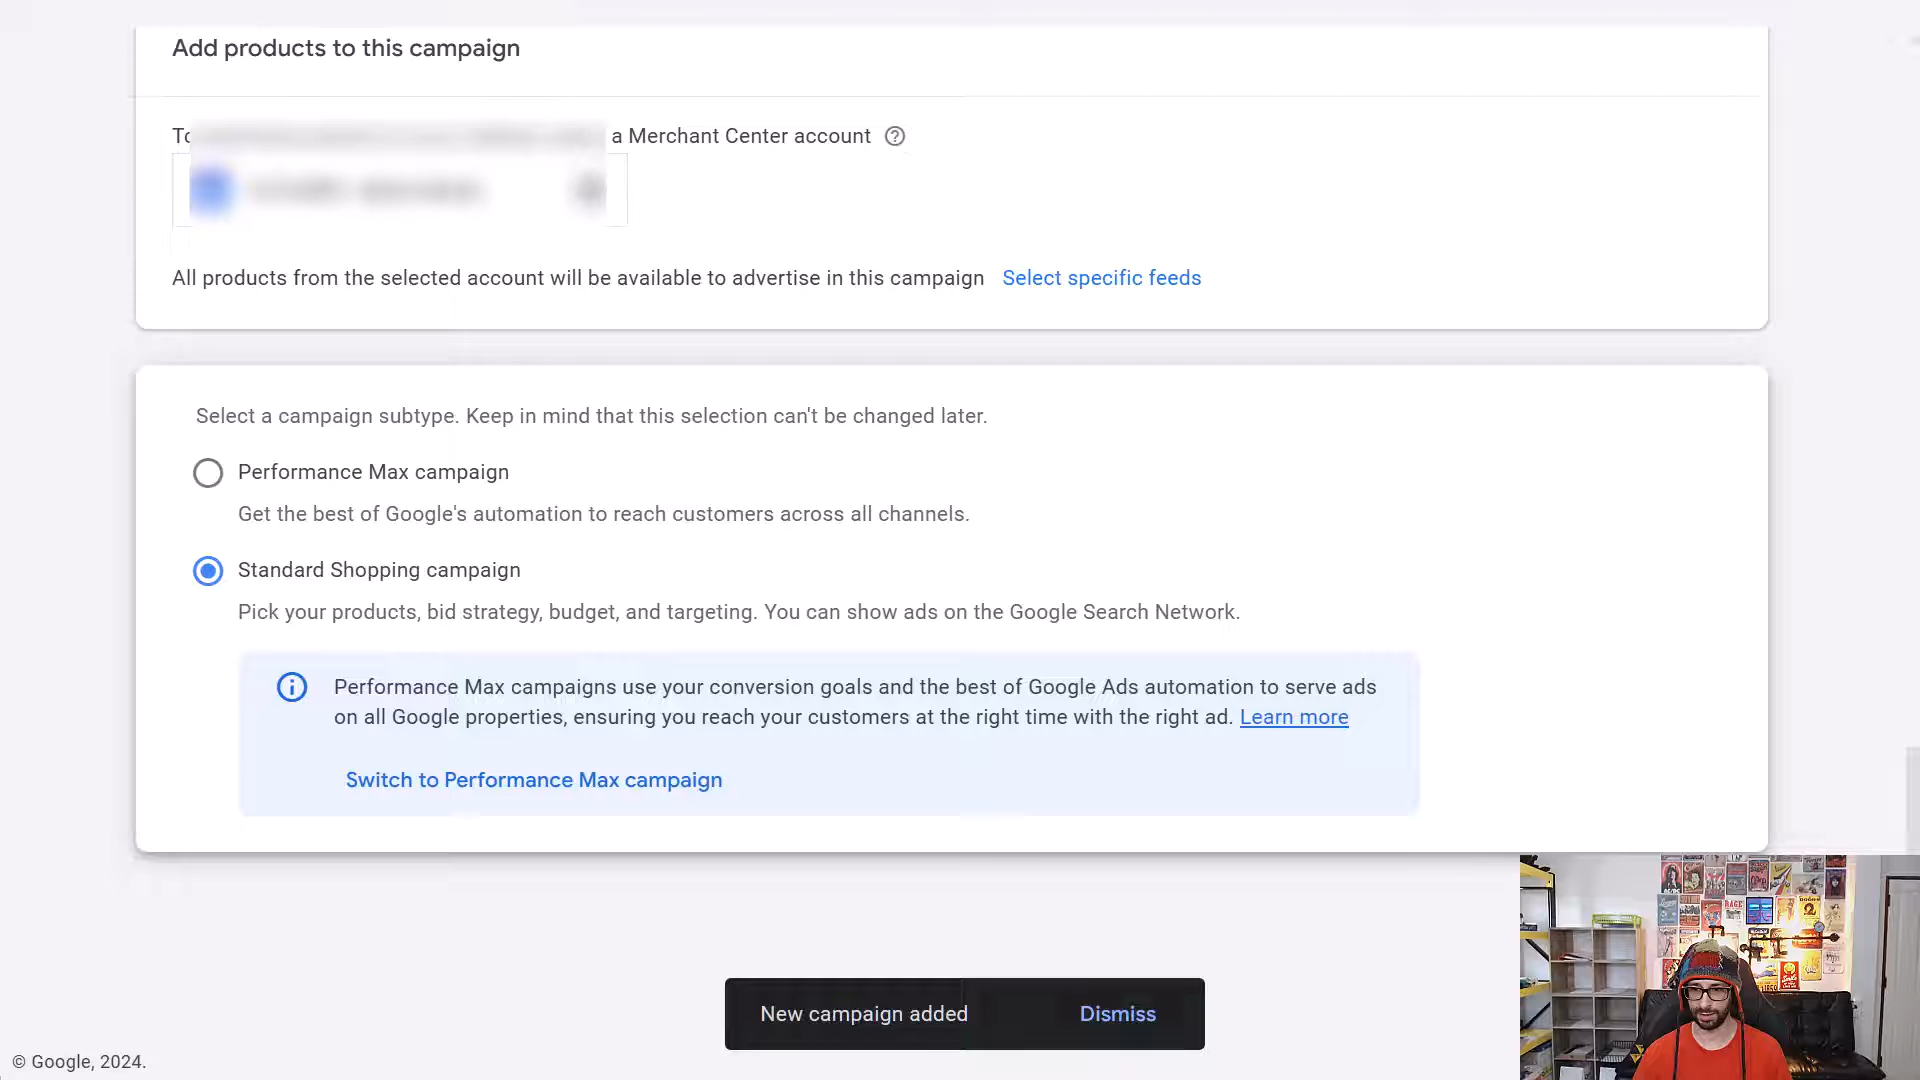 Add products to this campaign
a Merchant Center account
All products from the selected account will be available to advertise in this campaign Select specific feeds
Select a campaign subtype. Keep in mind that this selection can't be changed later.
Performance Max campaign
Get the best of Google's automation to reach customers across all channels.
Standard Shopping campaign
Pick your products, bid strategy, budget, and targeting. You can show ads on the Google Search Network.
Performance Max campaigns use your conversion goals and the best of Google Ads automation to serve ads
on all Google properties, ensuring you reach your customers at the right time with the right ad. Learn more
Switch to Performance Max campaign
New campaign added Dismiss
© Google, 2024.